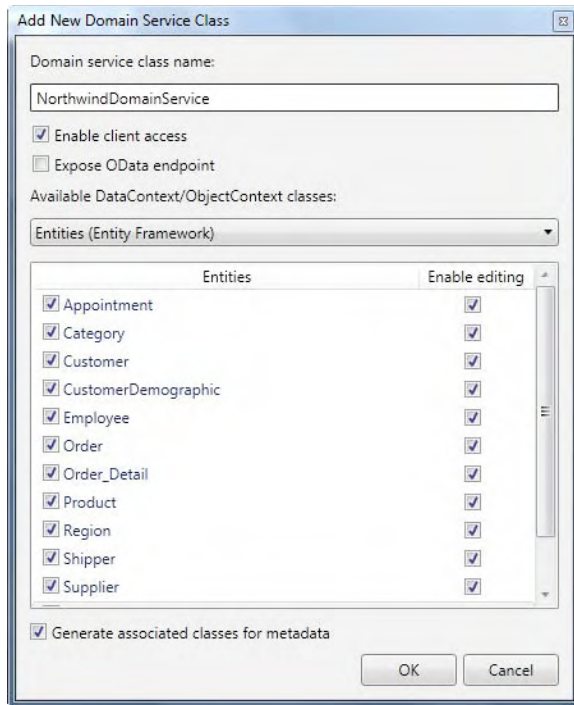 Add New Domain Service Class
Domain service class name:
NorthwindDomainService
Enable client access
Expose OData endpoint
Available DataContext/ObjectContext classes:
Entities (Entity Framework)
Entities Enable editing
Appointment
Category
Customer
CustomerDemographic
Employee
Order
Order_Detail
Product
Region
Shipper
Supplier
Generate associated classes for metadata
OK Cancel